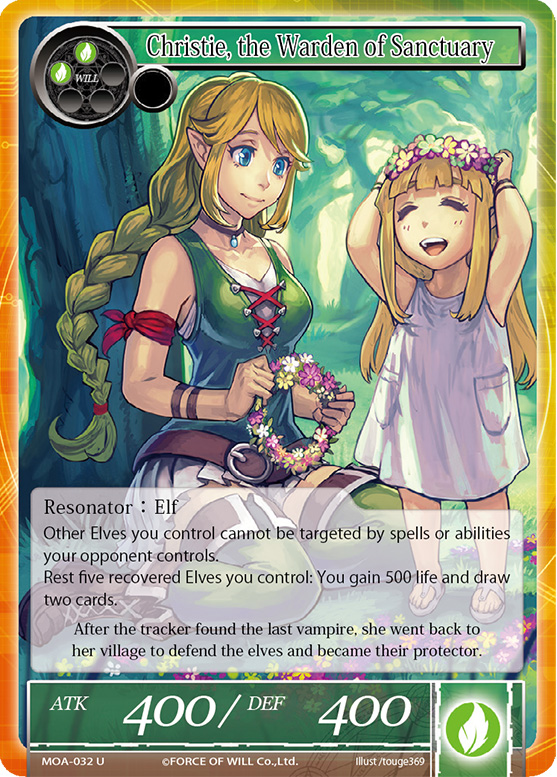 Christie, the Warden of Sanctuary
WILL
Resonator : Elf
Other Elves you control cannot be targeted by spells or abilities
your opponent controls.
Rest five recovered Elves you control: You gain 500 life and draw
two cards.
After the tracker found the last vampire, she went back to
her village to defend the elves and became their protector.
ATK 400 / DEF 400
MOA-032 U ©FORCE OF WILL Co.,Ltd. Illust /touge369